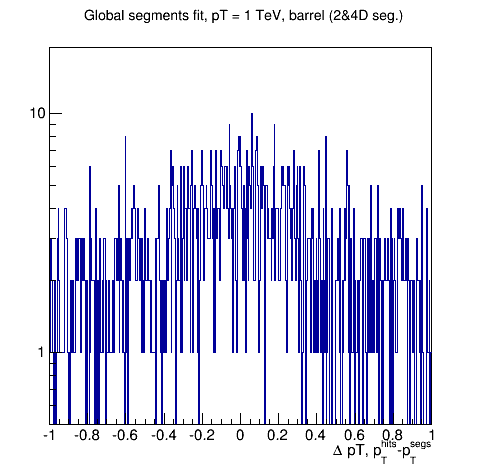 Global segments fit, pT = 1 TeV, barrel (2&4D seg.)
10
1
-1 -0.8 -0.6 -0.4 -0.2 0 0.2 0.4 0.6 0.8 1
Δ pT, p_T^hits-p_T^segs